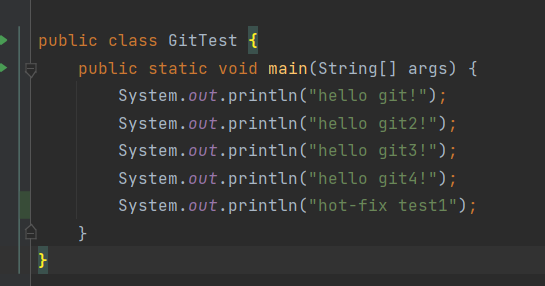 public class GitTest {
    public static void main(String[] args) {
        System.out.println("hello git!");
        System.out.println("hello git2!");
        System.out.println("hello git3!");
        System.out.println("hello git4!");
        System.out.println("hot-fix test1");
    }
}